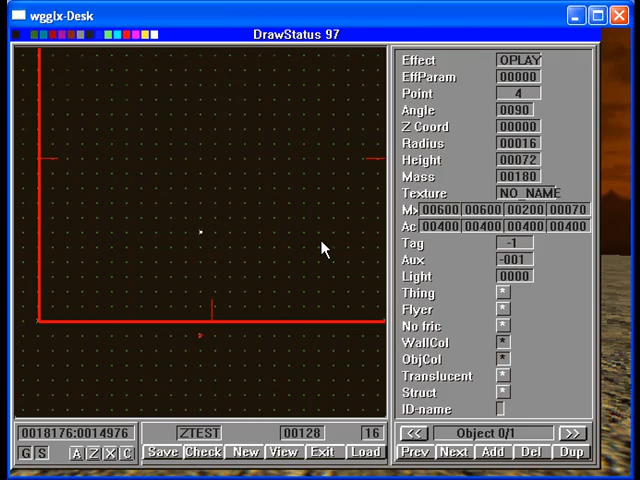 wgglx-Desk
DrawStatus 97
Effect OPLAY
EffParam 00000
Point 4
Angle 0090
Z Coord 00000
Radius 00016
Height 00072
Mass 00180
Texture NO_NAME
Mx 00600 00600 00200 00070
Ac 00400 00400 00400 00400
Tag -1
Aux -001
Light 0000
Thing *
Flyer *
No fric *
WallCol *
ObjCol *
Translucent *
Struct *
ID-name
0018176:0014976 ZTEST 00128 16 << Object 0/1 >>
G S A Z X C Save Check New View Exit Load Prev Next Add Del Dup